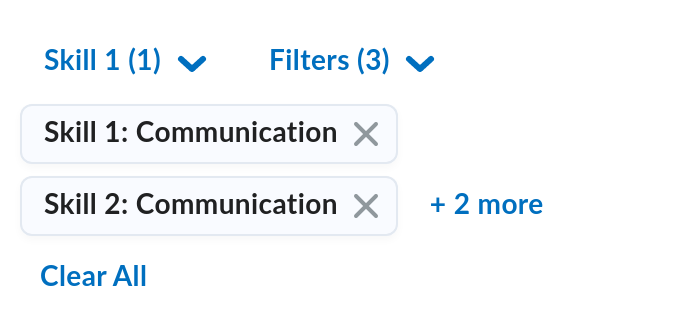 Skill 1 (1) Filters (3)
Skill 1: Communication
Skill 2: Communication + 2 more
Clear All